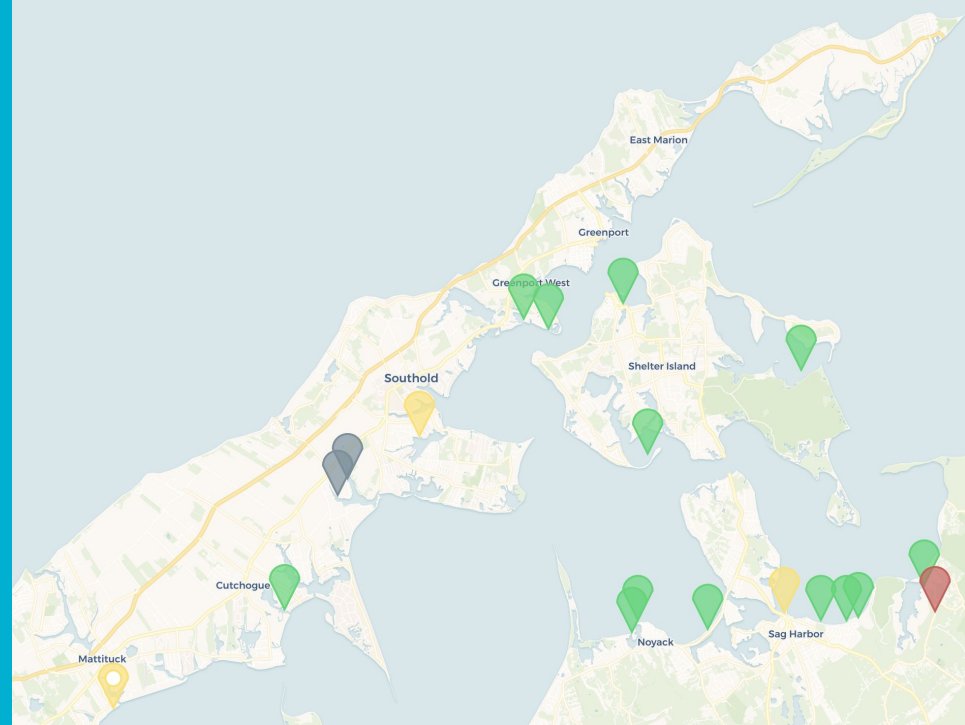 East Marion
Greenport
Greenport West
Shelter Island
Southold
Cutchogue
Noyack
Sag Harbor
Mattituck